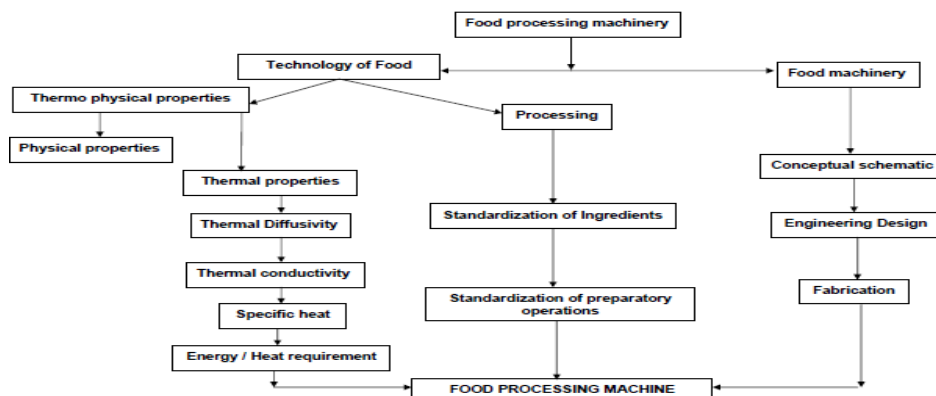 Food processing machinery
Technology of Food
Food machinery
Thermo physical properties
Processing
Physical properties
Conceptual schematic
Thermal properties
Standardization of Ingredients
Thermal Diffusivity
Engineering Design
Thermal conductivity
Fabrication
Standardization of preparatory
operations
Specific heat
Energy / Heat requirement
FOOD PROCESSING MACHINE